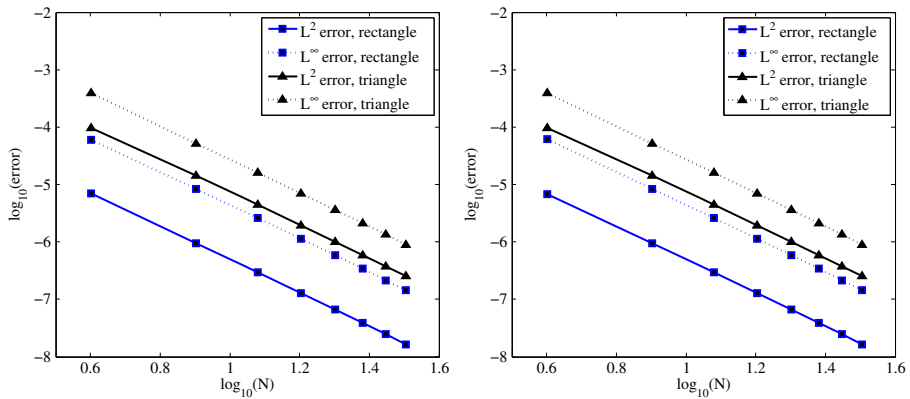 −2
−3
−4
−5
−6
−7
−8
log10(error)
L² error, rectangle
L∞ error, rectangle
L² error, triangle
L∞ error, triangle
0.6 0.8 1 1.2 1.4 1.6
log10(N)
−2
−3
−4
−5
−6
−7
−8
log10(error)
L² error, rectangle
L∞ error, rectangle
L² error, triangle
L∞ error, triangle
0.6 0.8 1 1.2 1.4 1.6
log10(N)